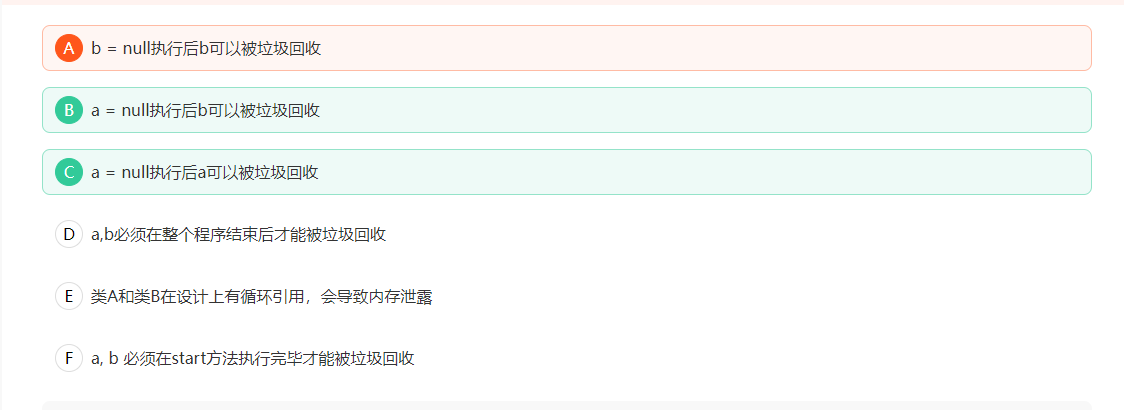 A b = null执行后b可以被垃圾回收
B a = null执行后b可以被垃圾回收
C a = null执行后a可以被垃圾回收
D a,b必须在整个程序结束后才能被垃圾回收
E 类A和类B在设计上有循环引用，会导致内存泄露
F a, b 必须在start方法执行完毕才能被垃圾回收